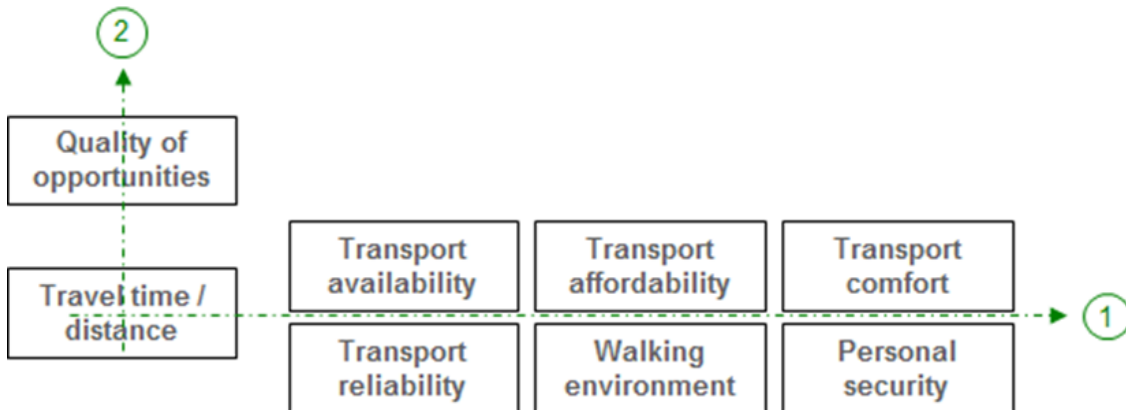 2
Quality of
opportunities
Travel time /
distance
Transport
availability
Transport
affordability
Transport
comfort
1
Transport
reliability
Walking
environment
Personal
security